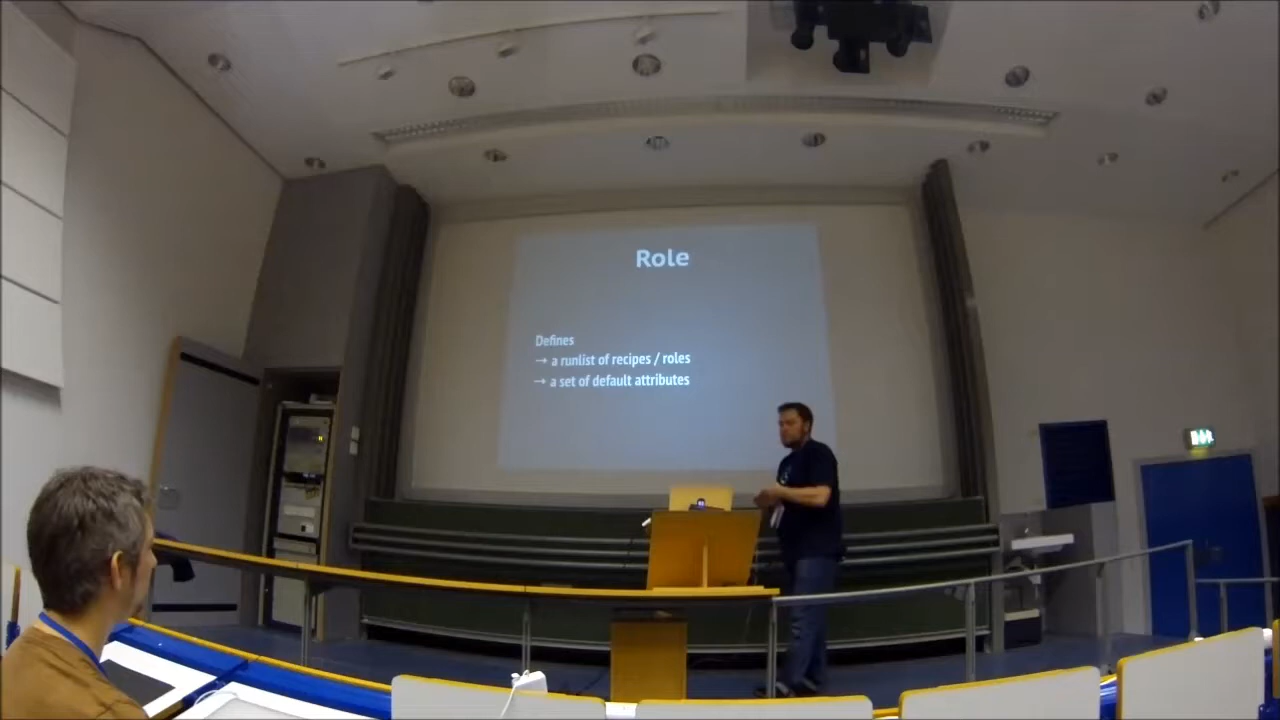 Role
Defines
→ a runlist of recipes / roles
→ a set of default attributes